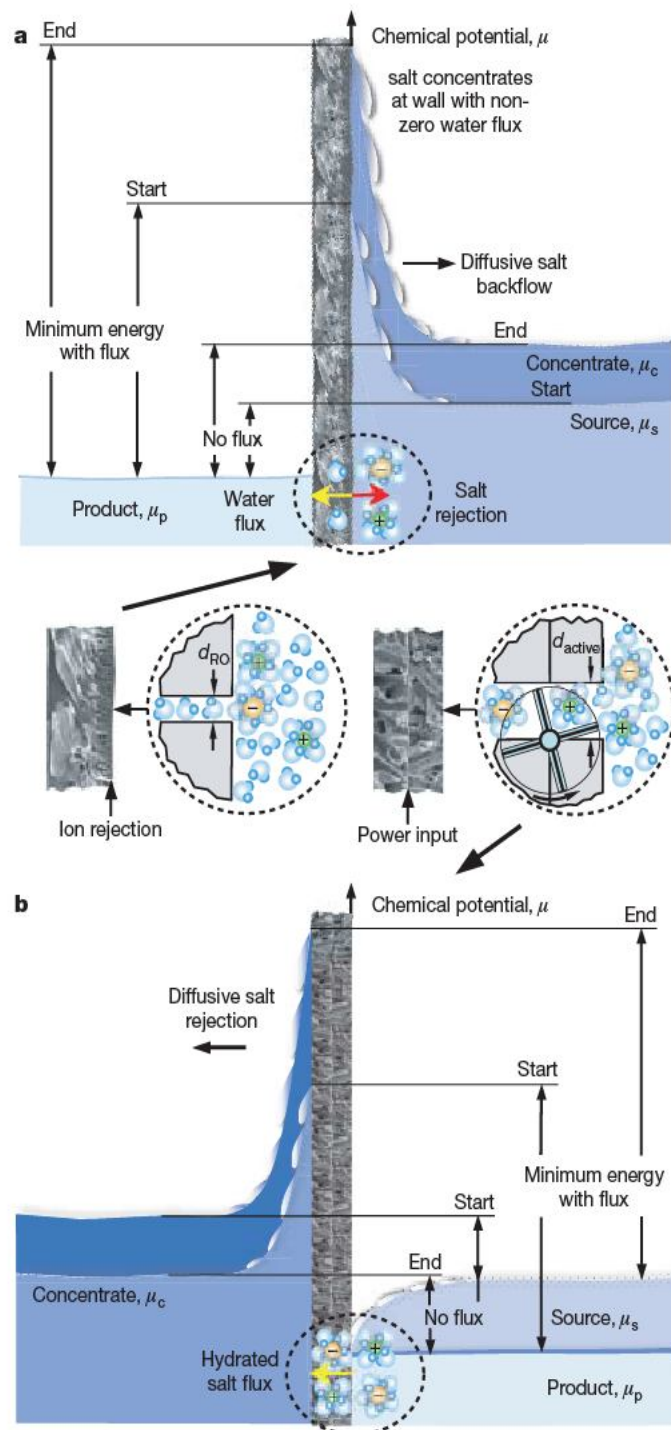 a
End
Chemical potential, μ
salt concentrates
at wall with non-
zero water flux
Start
Diffusive salt
backflow
Minimum energy
with flux
End
Concentrate, μc
Start
No flux
Source, μs
Product, μp
Water
flux
Salt
rejection
−
+
dRO
+
−
+
dactive
−
+
−
+
+
Ion rejection
Power input
b
Chemical potential, μ
End
Diffusive salt
rejection
Start
Minimum energy
with flux
Start
End
Concentrate, μc
No flux
Source, μs
Hydrated
salt flux
−
+
+
−
Product, μp